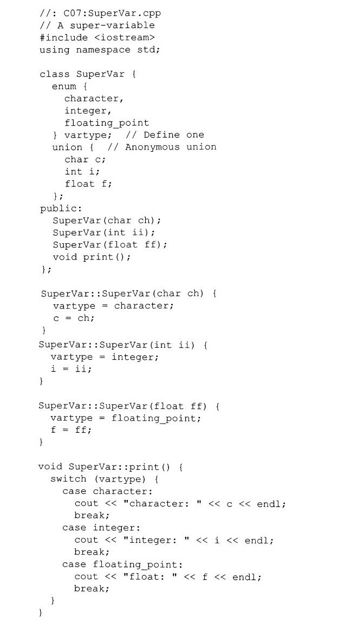 //: C07:SuperVar.cpp
// A super-variable
#include <iostream>
using namespace std;

class SuperVar {
  enum {
    character,
    integer,
    floating_point
  } vartype;  // Define one
  union {  // Anonymous union
    char c;
    int i;
    float f;
  };
public:
  SuperVar(char ch);
  SuperVar(int ii);
  SuperVar(float ff);
  void print();
};

SuperVar::SuperVar(char ch) {
  vartype = character;
  c = ch;
}
SuperVar::SuperVar(int ii) {
  vartype = integer;
  i = ii;
}

SuperVar::SuperVar(float ff) {
  vartype = floating_point;
  f = ff;
}

void SuperVar::print() {
  switch (vartype) {
    case character:
      cout << "character: " << c << endl;
      break;
    case integer:
      cout << "integer: " << i << endl;
      break;
    case floating_point:
      cout << "float: " << f << endl;
      break;
  }
}